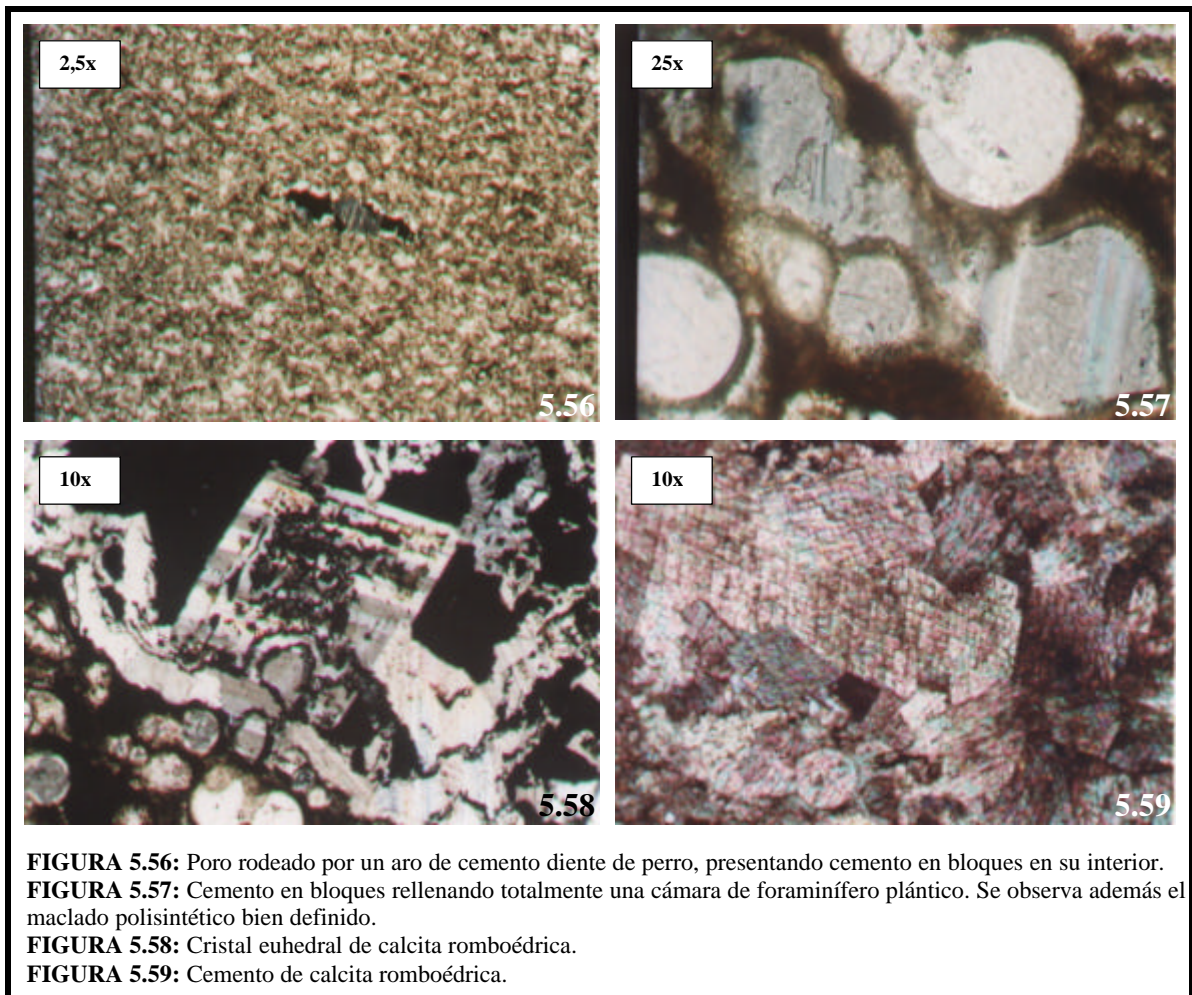 2,5x
25x
5.56
5.57
10x
10x
5.58
5.59
FIGURA 5.56: Poro rodeado por un aro de cemento diente de perro, presentando cemento en bloques en su interior.
FIGURA 5.57: Cemento en bloques rellenando totalmente una cámara de foraminífero plántico. Se observa además el
maclado polisintético bien definido.
FIGURA 5.58: Cristal euhedral de calcita romboédrica.
FIGURA 5.59: Cemento de calcita romboédrica.